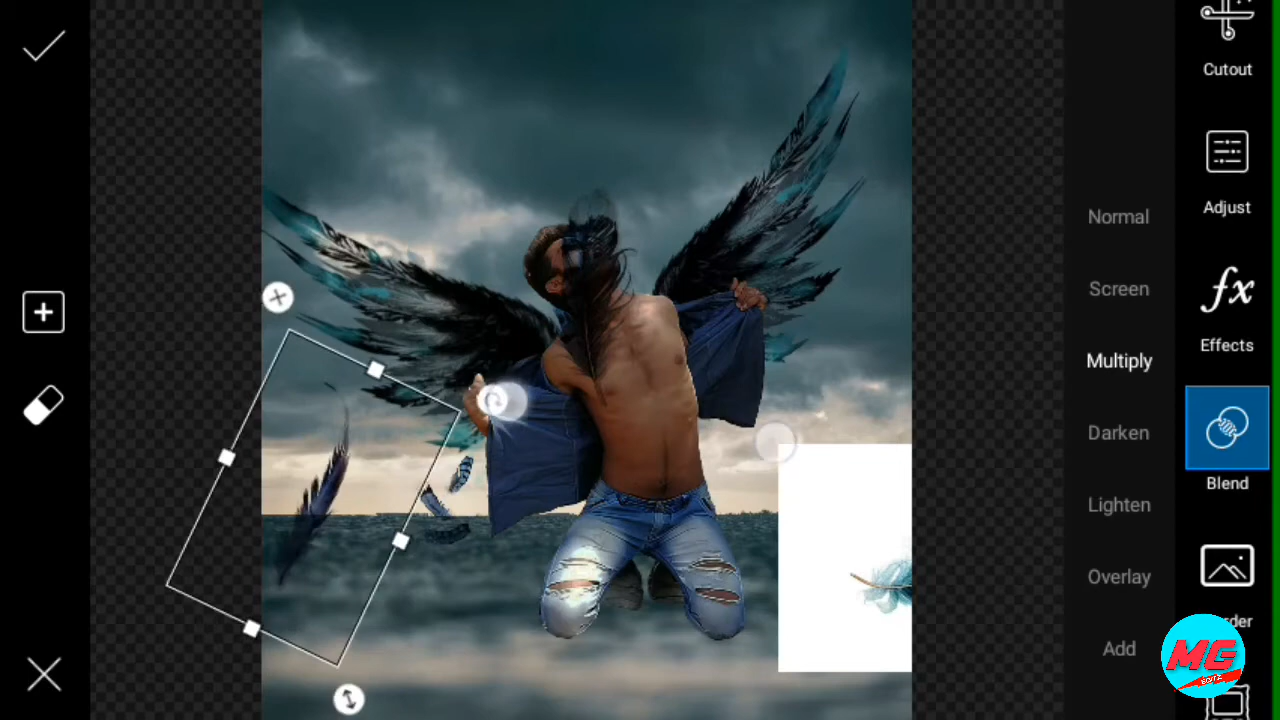 Cutout
Adjust
Effects
Blend
Normal
Screen
Multiply
Darken
Lighten
Overlay
Add
MG